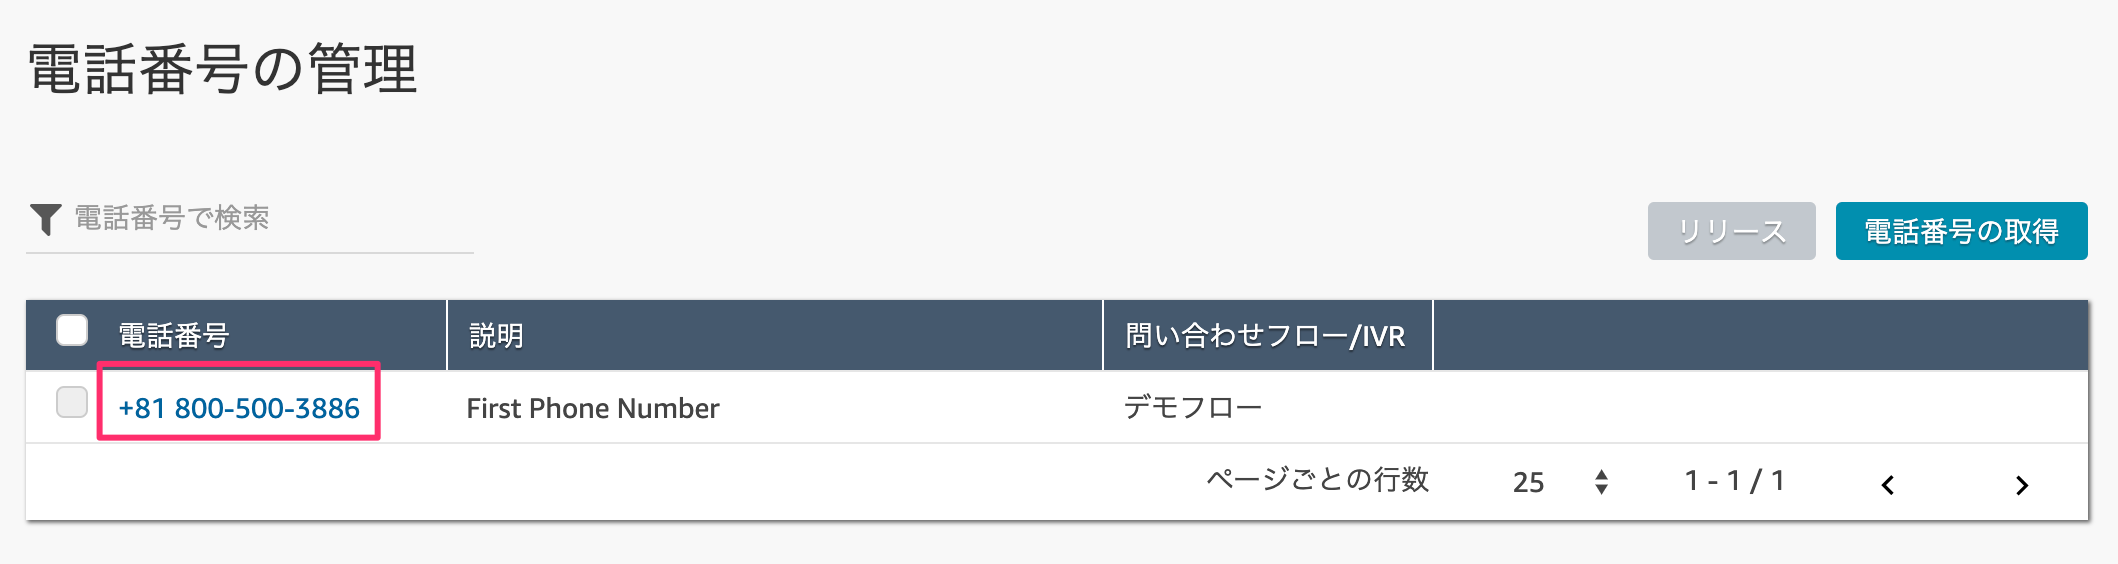 電話番号の管理
電話番号で検索
リリース 電話番号の取得
電話番号 説明 問い合わせフロー/IVR
+81 800-500-3886 First Phone Number デモフロー
ページごとの行数 25 1 - 1 / 1